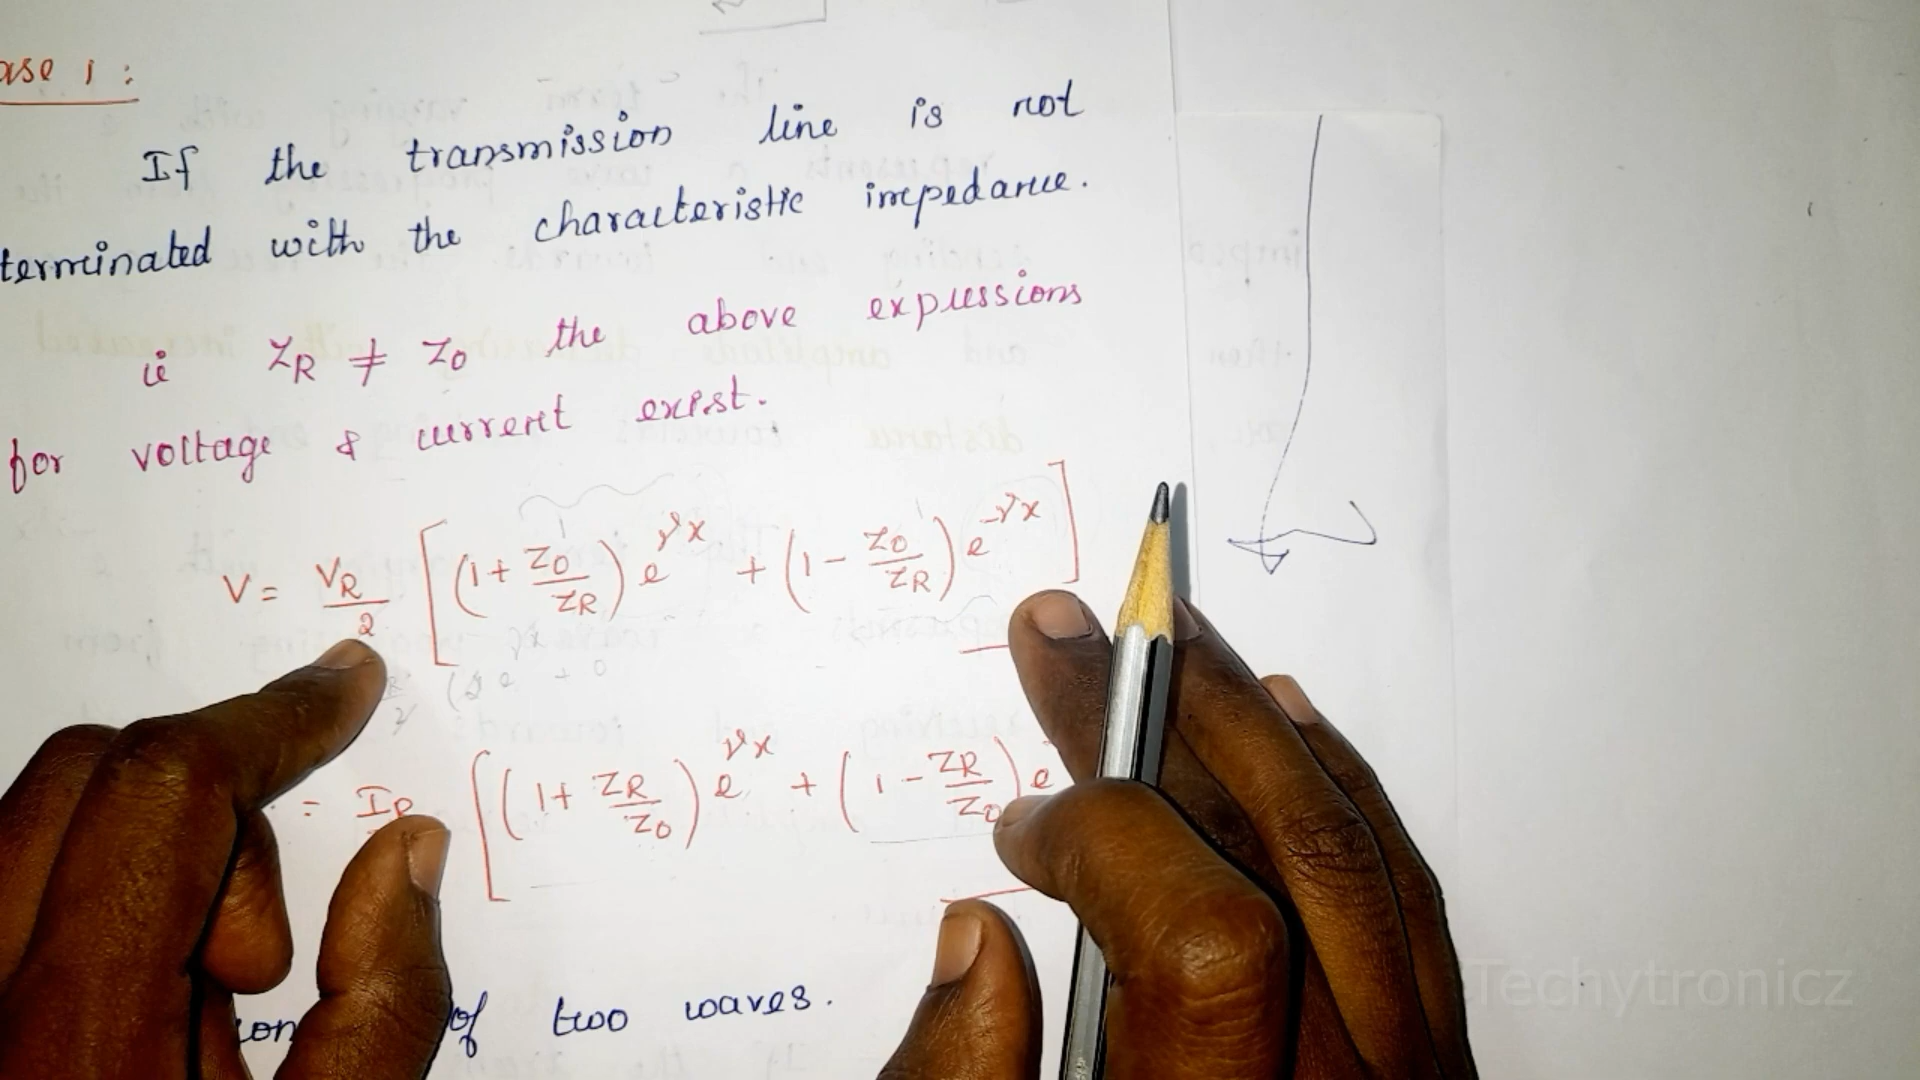 ase 1 :
If the transmission line is not
terminated with the characteristic impedance.
ie ZR ≠ Z0 the above expressions
for voltage & current exist.
V = VR/2 [(1 + Z0/ZR) e^γx + (1 - Z0/ZR) e^-γx]
= IR [(1 + ZR/Z0) e^γx + (1 - ZR/Z0) e
of two waves.
Techytronicz